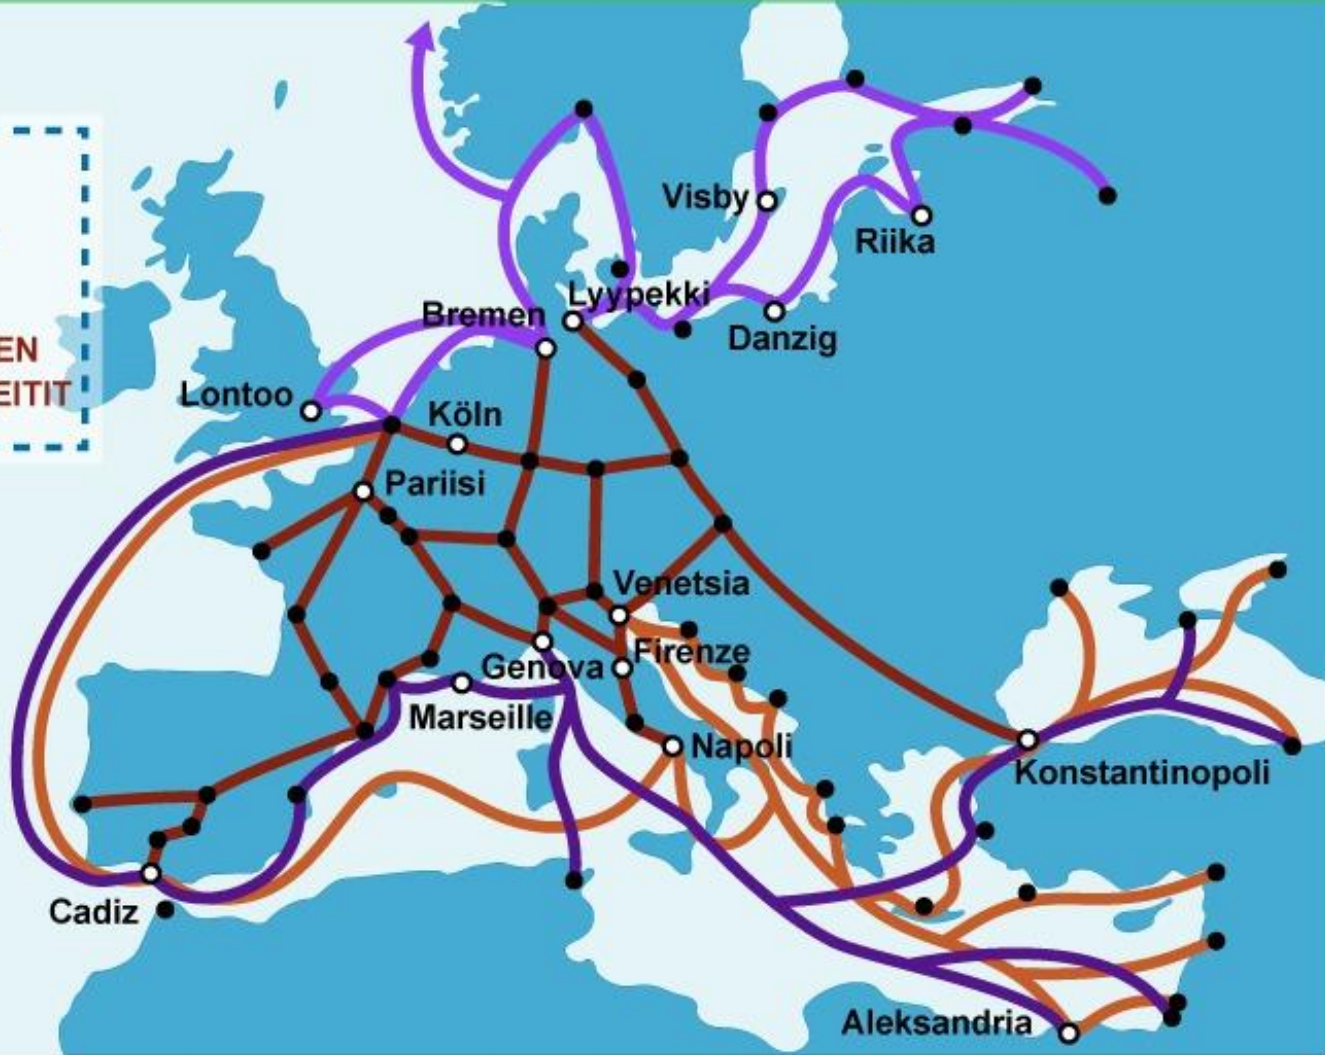 Visby
Riika
Lyypekki
Bremen
Danzig
EN
EITIT
Lontoo
Köln
Pariisi
Venetsia
Firenze
Genova
Marseille
Napoli
Konstantinopoli
Cadiz
Aleksandria